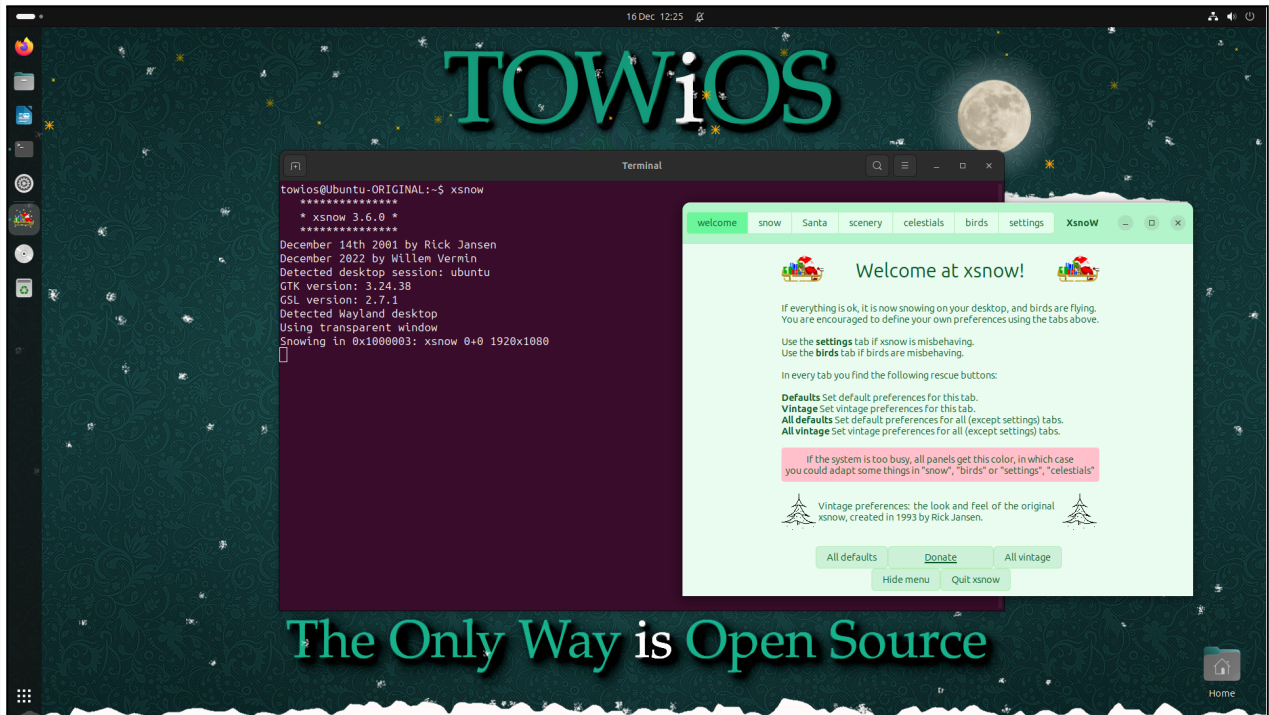 16 Dec 12:25
TOWiOS
Terminal
towios@Ubuntu-ORIGINAL:~$ xsnow
***************
* xsnow 3.6.0 *
***************
December 14th 2001 by Rick Jansen
December 2022 by Willem Vermin
Detected desktop session: ubuntu
GTK version: 3.24.38
GSL version: 2.7.1
Detected Wayland desktop
Using transparent window
Snowing in 0x1000003: xsnow 0+0 1920x1080
welcome snow Santa scenery celestials birds settings XsnoW
Welcome at xsnow!
If everything is ok, it is now snowing on your desktop, and birds are flying.
You are encouraged to define your own preferences using the tabs above.
Use the settings tab if xsnow is misbehaving.
Use the birds tab if birds are misbehaving.
In every tab you find the following rescue buttons:
Defaults Set default preferences for this tab.
Vintage Set vintage preferences for this tab.
All defaults Set default preferences for all (except settings) tabs.
All vintage Set vintage preferences for all (except settings) tabs.
If the system is too busy, all panels get this color, in which case
you could adapt some things in "snow", "birds" or "settings", "celestials"
Vintage preferences: the look and feel of the original
xsnow, created in 1993 by Rick Jansen.
All defaults Donate All vintage
Hide menu Quit xsnow
The Only Way is Open Source
Home